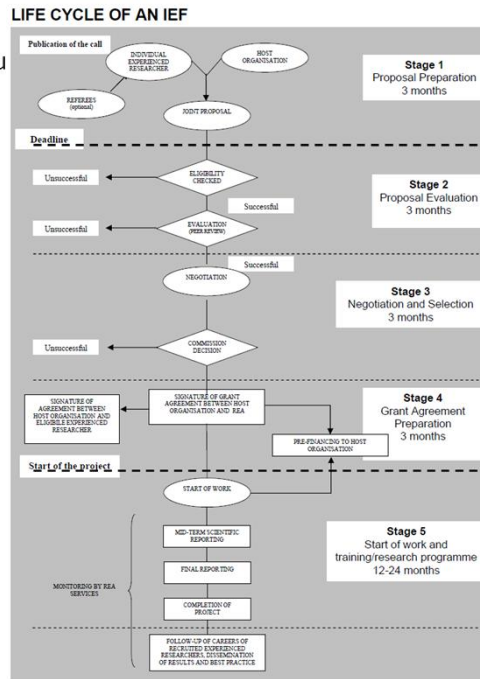 LIFE CYCLE OF AN IEF
Publication of the call
INDIVIDUAL
EXPERIENCED
RESEARCHER
HOST
ORGANISATION
Stage 1
Proposal Preparation
3 months
REFEREES
(optional)
JOINT PROPOSAL
Deadline
Unsuccessful
ELIGIBILITY
CHECKED
Stage 2
Proposal Evaluation
3 months
Successful
Unsuccessful
EVALUATION
(PEER REVIEW)
Successful
NEGOTIATION
Stage 3
Negotiation and Selection
3 months
Unsuccessful
COMMISSION
DECISION
SIGNATURE OF
AGREEMENT BETWEEN
HOST ORGANISATION AND
ELIGIBILE EXPERIENCED
RESEARCHER
SIGNATURE OF GRANT
AGREEMENT BETWEEN HOST
ORGANISATION AND REA
Stage 4
Grant Agreement
Preparation
3 months
PRE-FINANCING TO HOST
ORGANISATION
Start of the project
START OF WORK
Stage 5
Start of work and
training/research programme
12-24 months
MID-TERM SCIENTIFIC
REPORTING
FINAL REPORTING
MONITORING BY REA
SERVICES
COMPLETION OF
PROJECT
FOLLOW-UP OF CAREERS OF
RECRUITED EXPERIENCED
RESEARCHERS, DISSEMINATION
OF RESULTS AND BEST PRACTICE